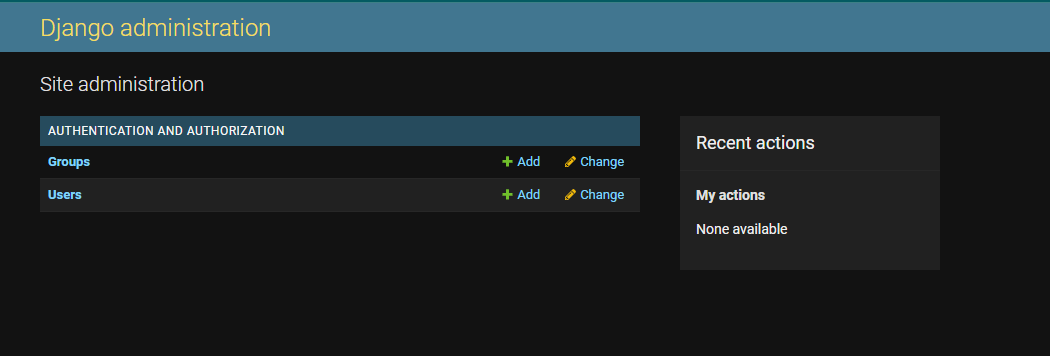 Django administration
Site administration
AUTHENTICATION AND AUTHORIZATION
Groups Add Change
Users Add Change
Recent actions
My actions
None available